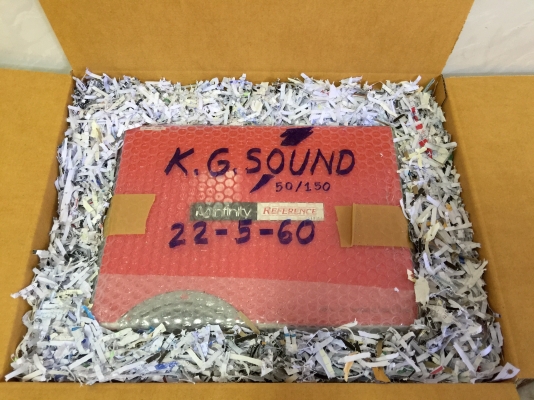 K.G. SOUND
50/150
Infinity REFERENCE
22-5-60